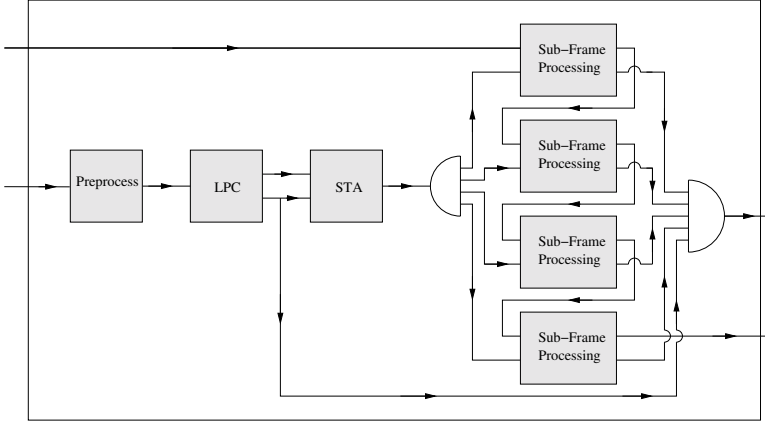 Sub−Frame
Processing
Sub−Frame
Processing
Preprocess
LPC
STA
Sub−Frame
Processing
Sub−Frame
Processing